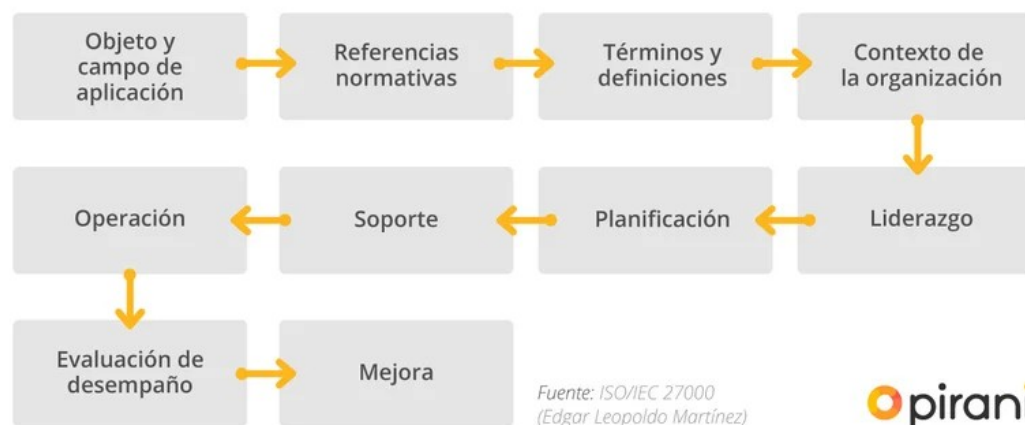 Objeto y
campo de
aplicación
Referencias
normativas
Términos y
definiciones
Contexto de
la organización
Operación
Soporte
Planificación
Liderazgo
Evaluación de
desempaño
Mejora
Fuente: ISO/IEC 27000
(Edgar Leopoldo Martínez)
pirani